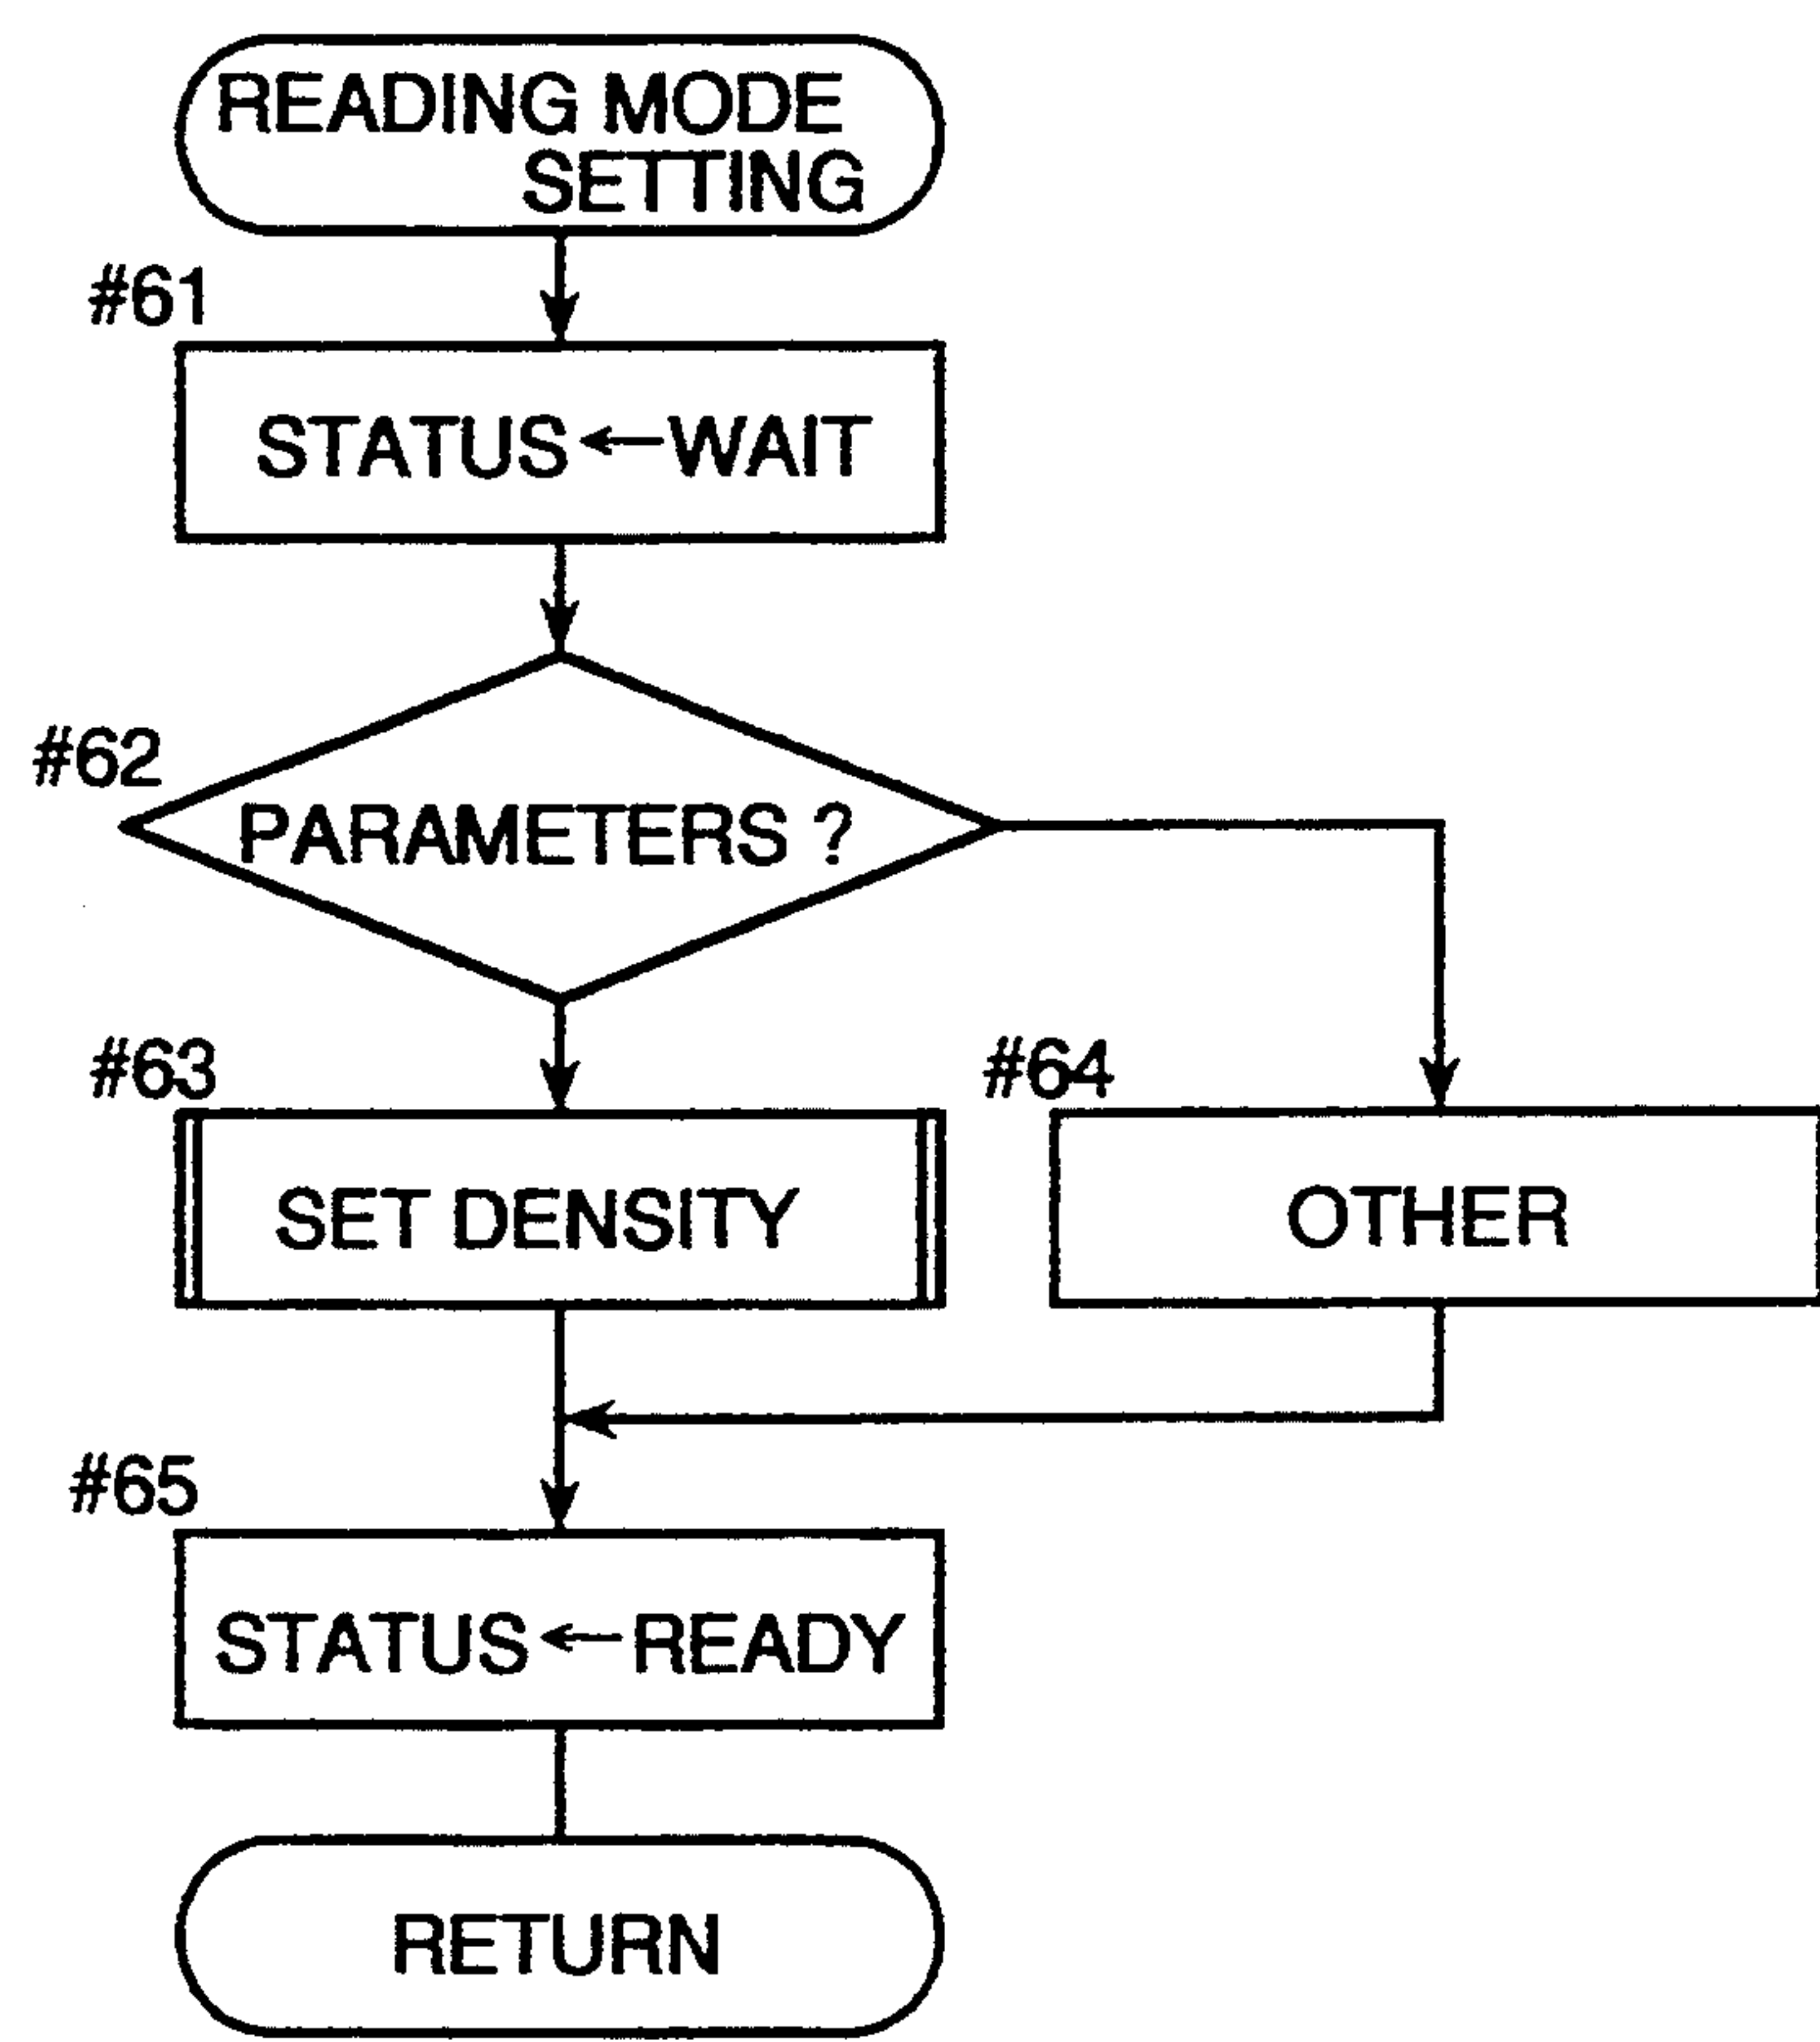 READING MODE
SETTING
#61
STATUS←WAIT
#62
PARAMETERS ?
#63
SET DENSITY
#64
OTHER
#65
STATUS←READY
RETURN